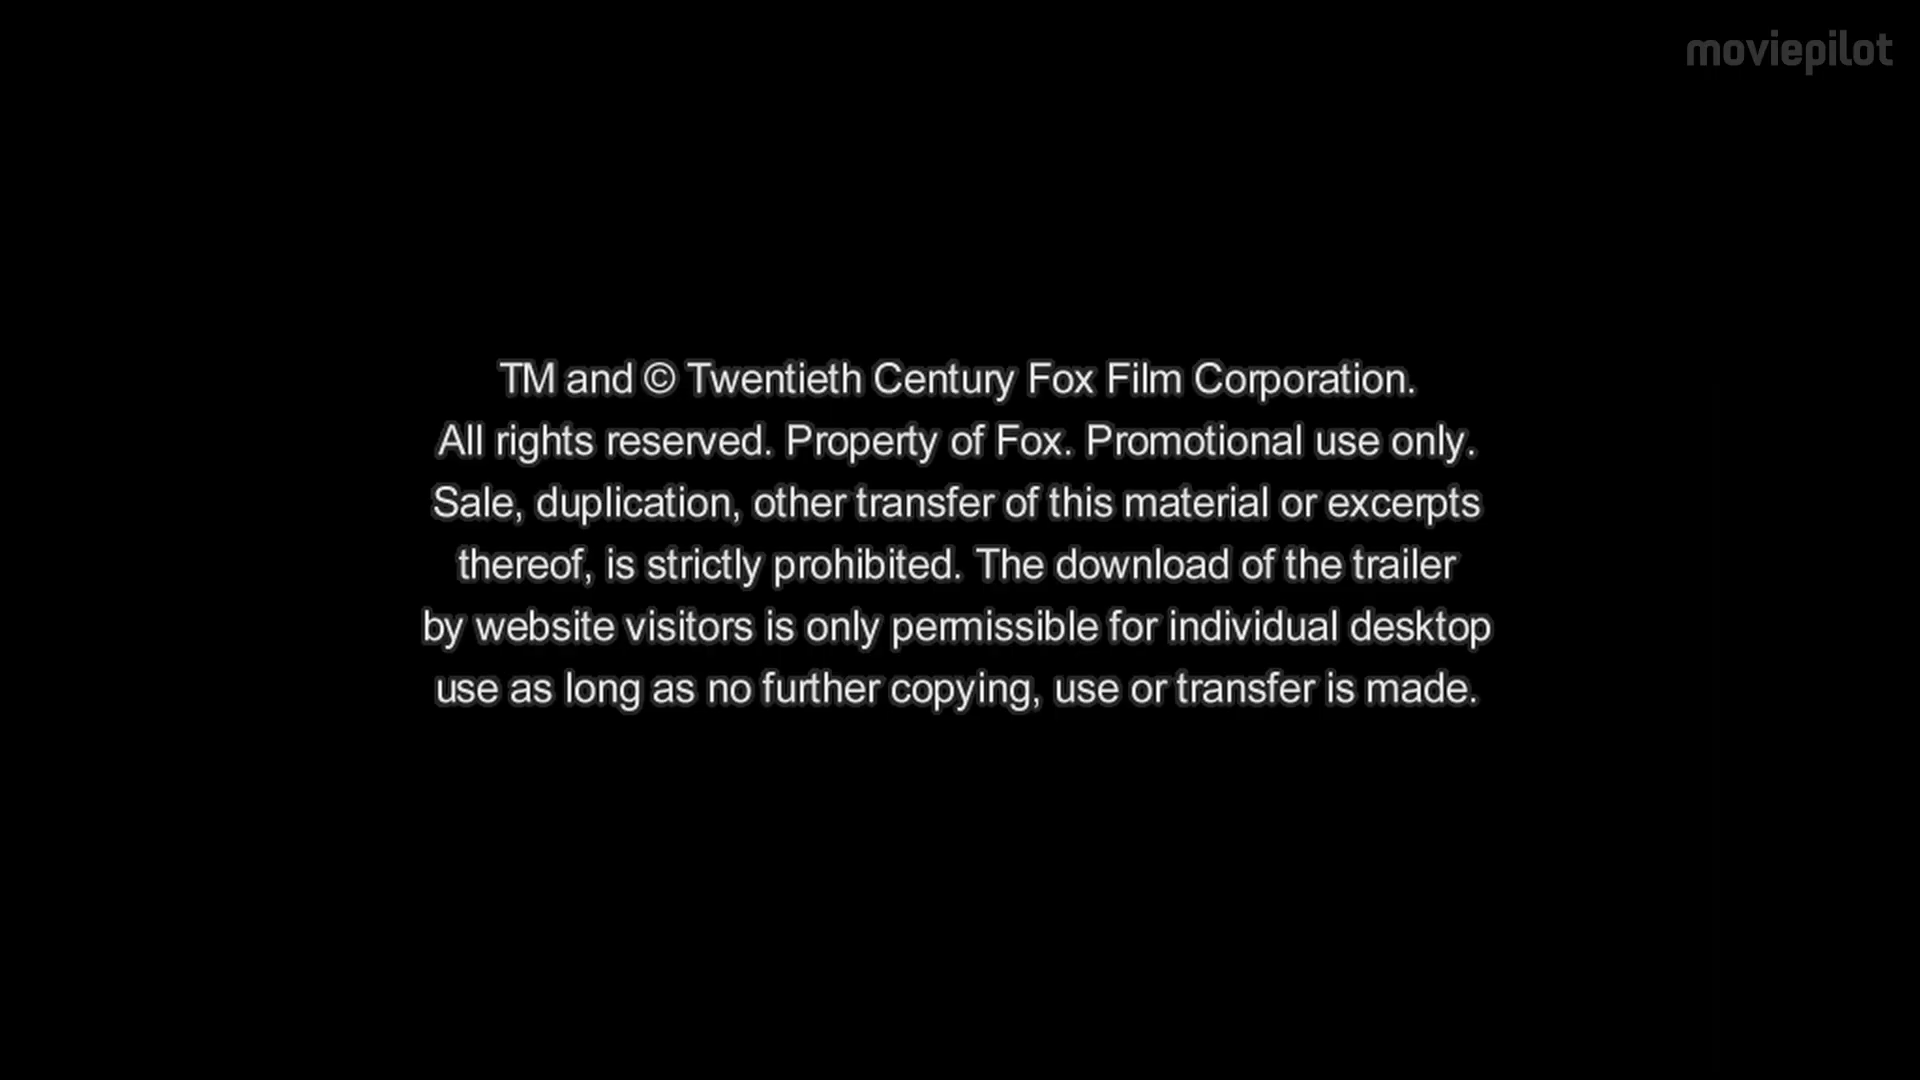 moviepilot
TM and © Twentieth Century Fox Film Corporation.
All rights reserved. Property of Fox. Promotional use only.
Sale, duplication, other transfer of this material or excerpts
thereof, is strictly prohibited. The download of the trailer
by website visitors is only permissible for individual desktop
use as long as no further copying, use or transfer is made.